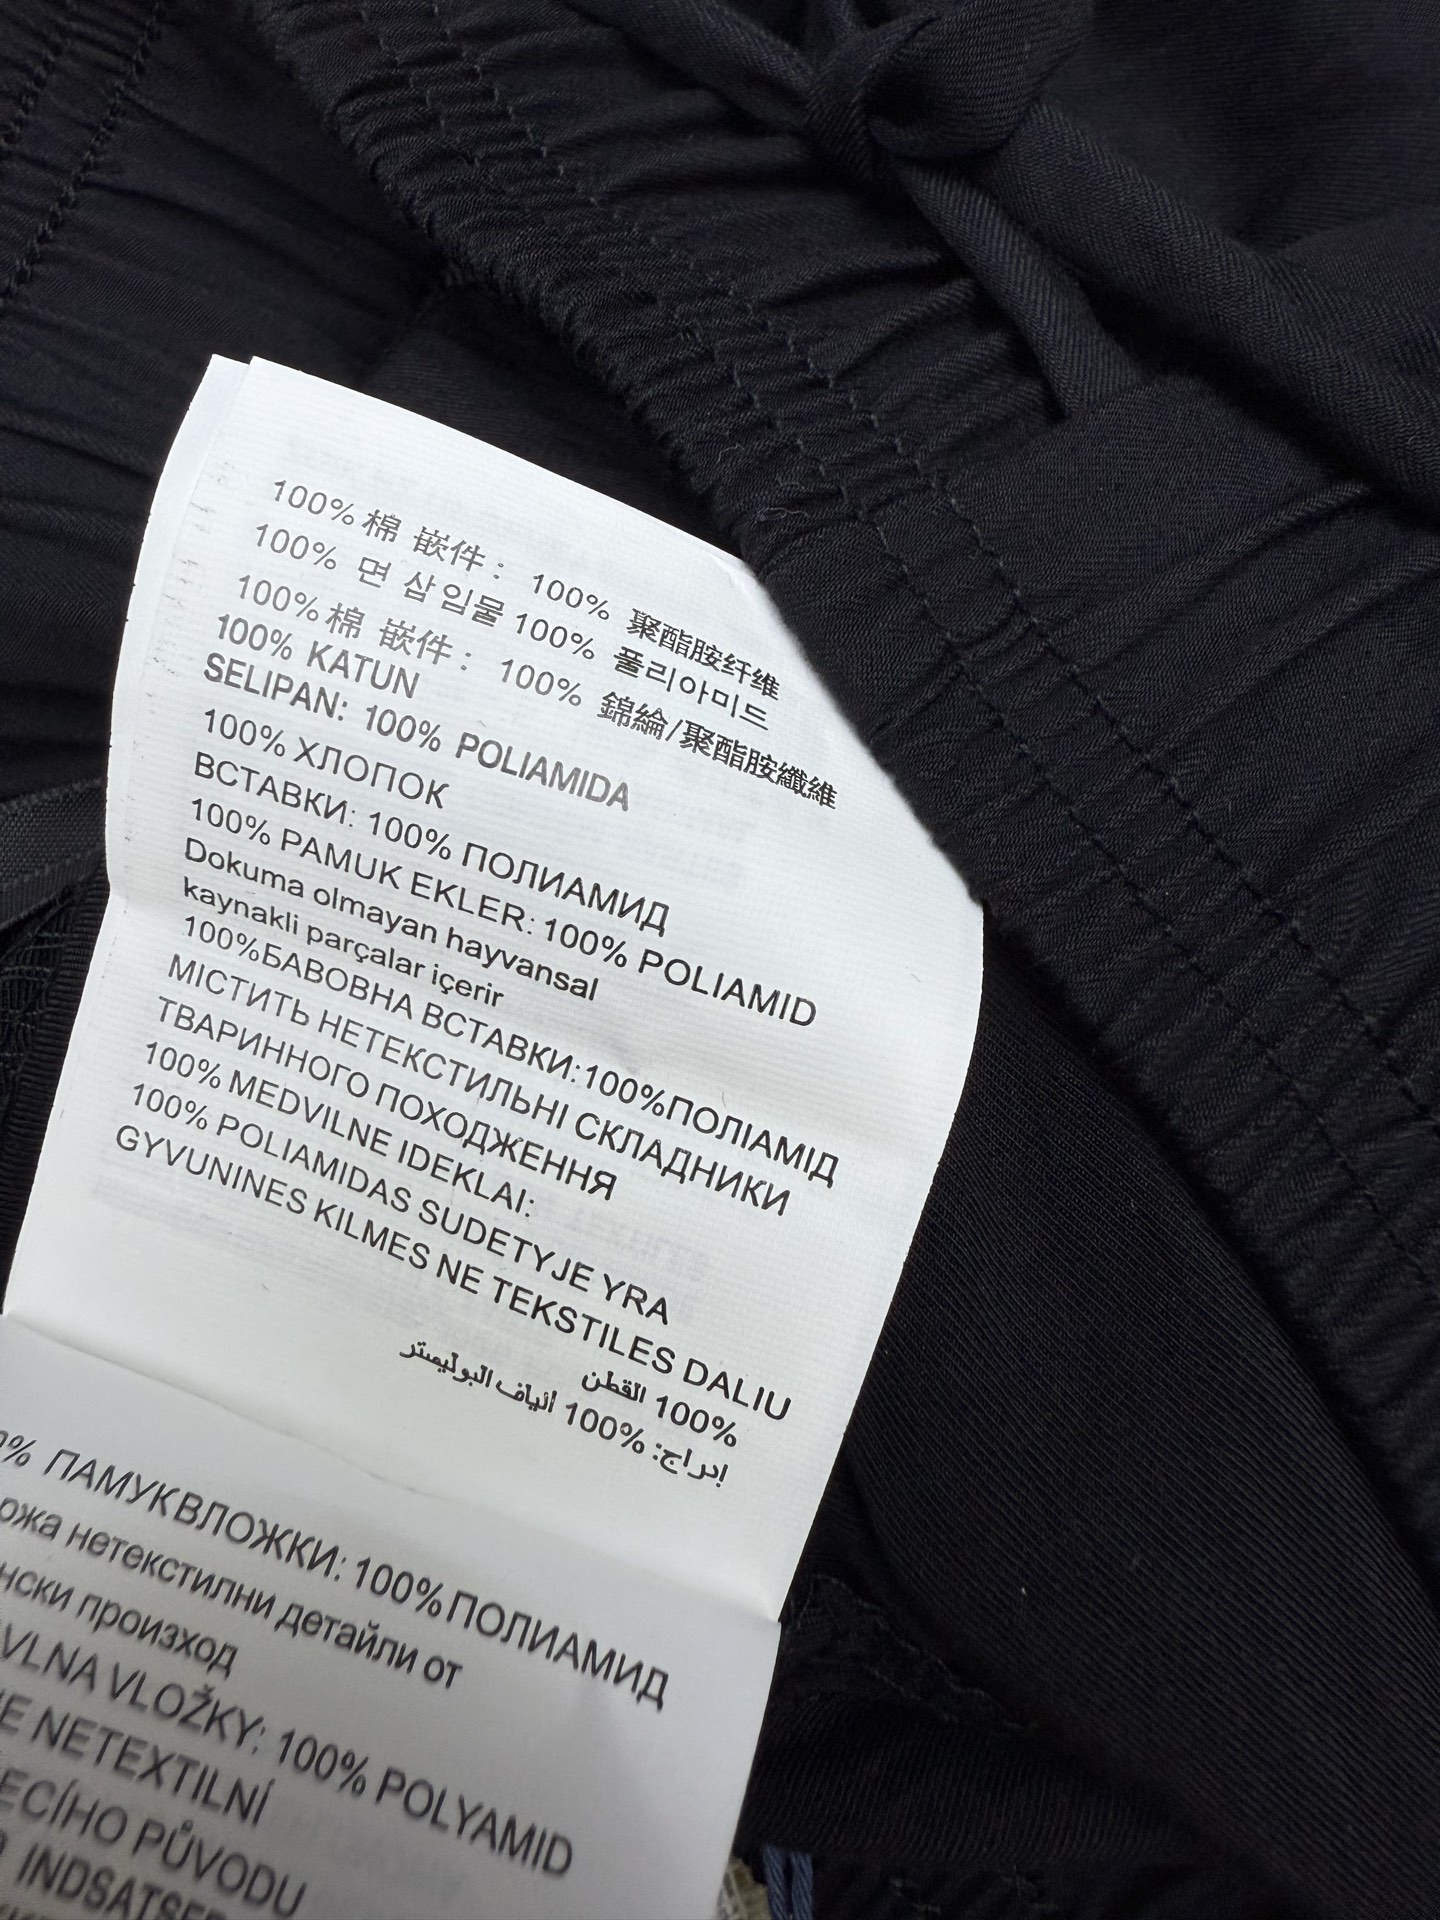 100% 棉 嵌件： 100% 聚酯胺纤维
100% 면 삽입물 100% 폴리아미드
100% 棉 嵌件： 100% 錦綸/聚酯胺纖維
100% KATUN
SELIPAN: 100% POLIAMIDA
100% ХЛОПОК
ВСТАВКИ: 100% ПОЛИАМИД
100% PAMUK EKLER: 100% POLIAMID
Dokuma olmayan hayvansal
kaynakli parçalar içerir
100%БАВОВНА ВСТАВКИ:100%ПОЛІАМІД
МІСТИТЬ НЕТЕКСТИЛЬНІ СКЛАДНИКИ
ТВАРИННОГО ПОХОДЖЕННЯ
100% MEDVILNE IDEKLAI:
100% POLIAMIDAS SUDETYJE YRA
GYVUNINES KILMES NE TEKSTILES DALIU
100% القطن
إدراج: 100% الياف البوليمتر
% ПАМУК ВЛОЖКИ: 100% ПОЛИАМИД
нетекстилни детайли от
произход
VLOŽKY: 100% POLYAMID
NETEXTILNÍ
PŮVODU